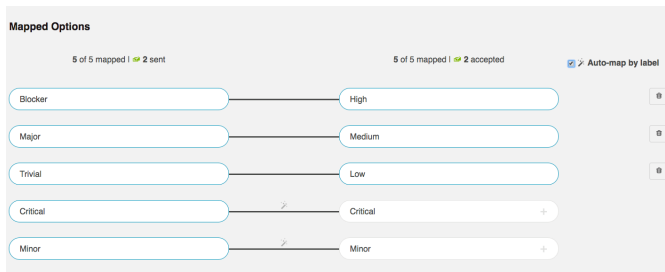 Mapped Options
5 of 5 mapped | 2 sent
5 of 5 mapped | 2 accepted
Auto-map by label
Blocker High
Major Medium
Trivial Low
Critical Critical
Minor Minor